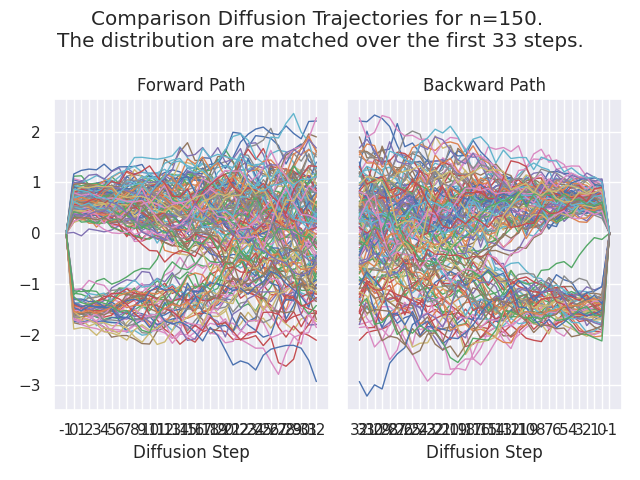 Comparison Diffusion Trajectories for n=150.
The distribution are matched over the first 33 steps.
Forward Path
Backward Path
2
1
0
−1
−2
−3
Diffusion Step
Diffusion Step